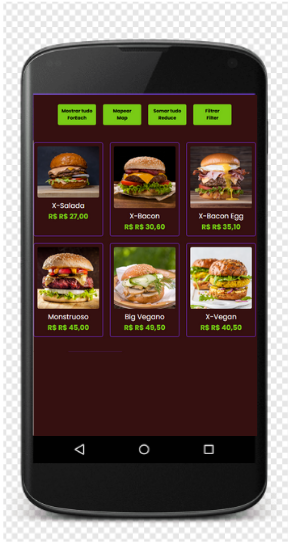 Mostrar tudo
ForEach
Mapear
Map
Somar tudo
Reduce
Filtrar
Filter
X-Salada
R$ R$ 27,00
X-Bacon
R$ R$ 30,60
X-Bacon Egg
R$ R$ 35,10
Monstruoso
R$ R$ 45,00
Big Vegano
R$ R$ 49,50
X-Vegan
R$ R$ 40,50